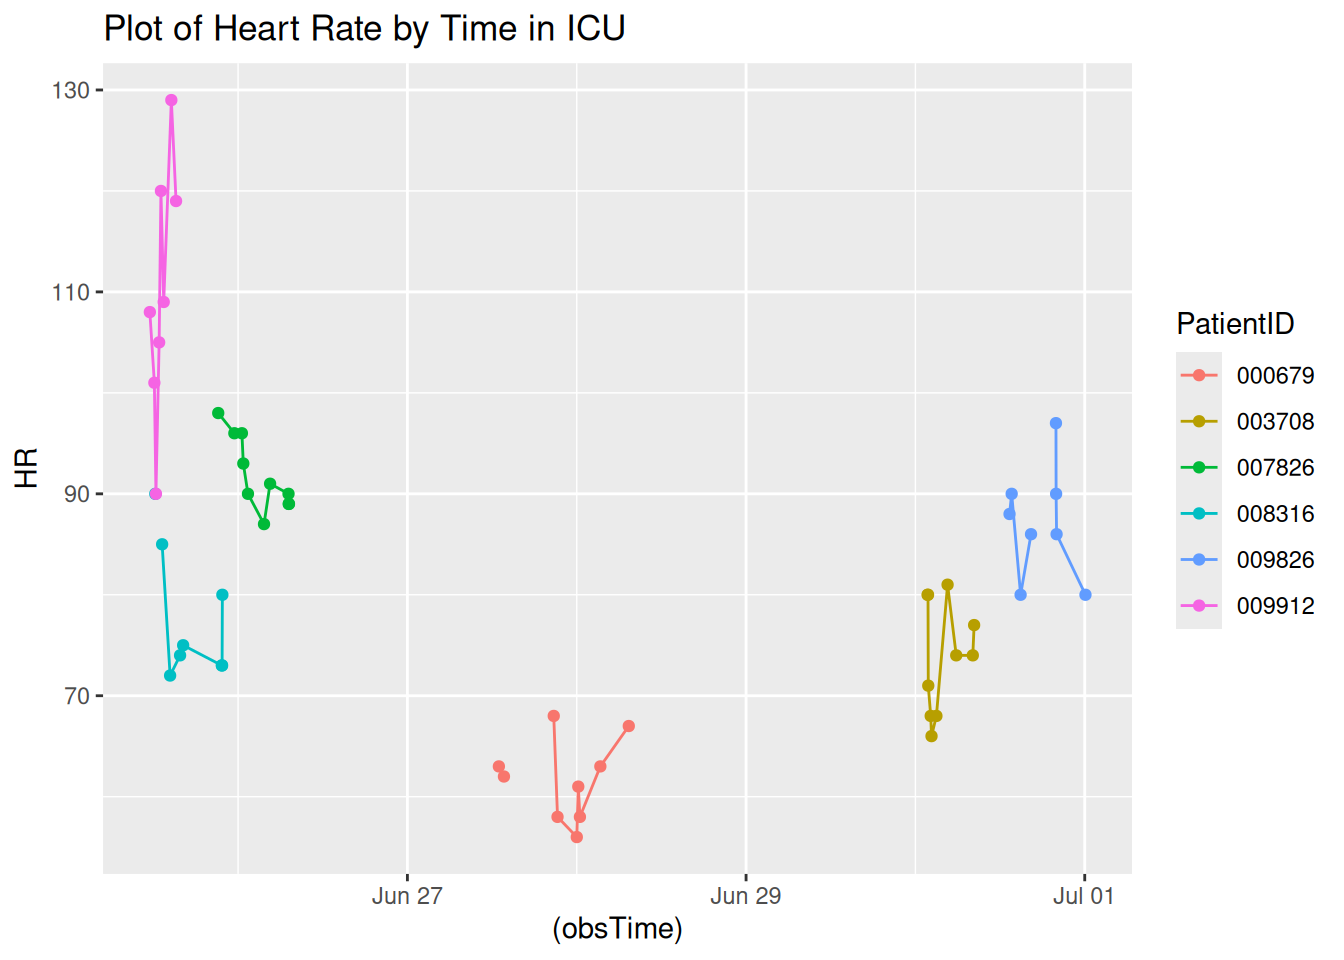 Plot of Heart Rate by Time in ICU
130
110
90
70
HR
Jun 27
Jun 29
Jul 01
(obsTime)
PatientID
000679
003708
007826
008316
009826
009912